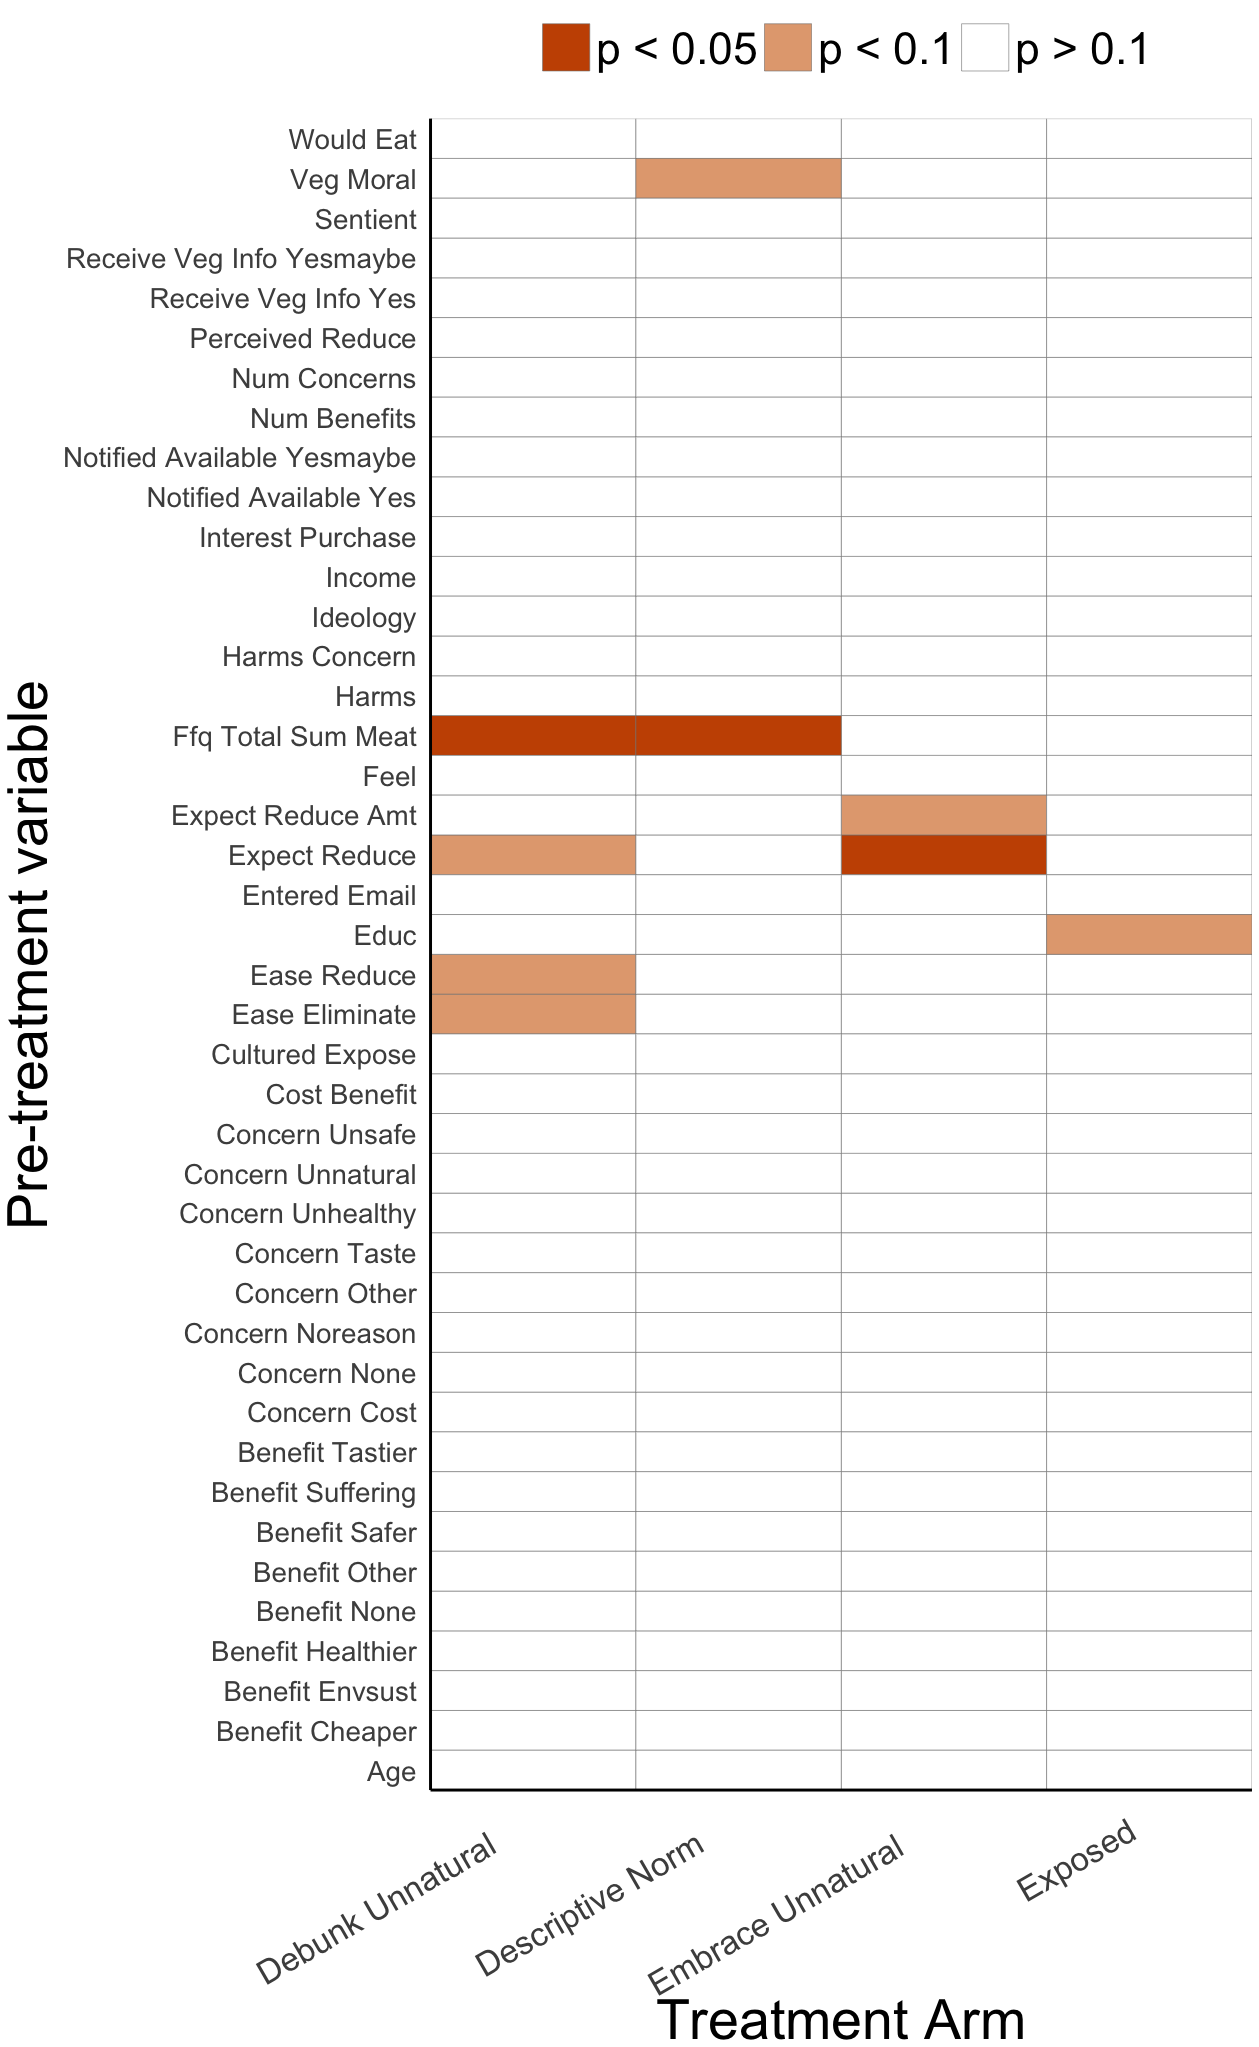 p < 0.05 p < 0.1 p > 0.1
Would Eat
Veg Moral
Sentient
Receive Veg Info Yesmaybe
Receive Veg Info Yes
Perceived Reduce
Num Concerns
Num Benefits
Notified Available Yesmaybe
Notified Available Yes
Interest Purchase
Income
Ideology
Harms Concern
Harms
Ffq Total Sum Meat
Feel
Expect Reduce Amt
Expect Reduce
Entered Email
Educ
Ease Reduce
Ease Eliminate
Cultured Expose
Cost Benefit
Concern Unsafe
Concern Unnatural
Concern Unhealthy
Concern Taste
Concern Other
Concern Noreason
Concern None
Concern Cost
Benefit Tastier
Benefit Suffering
Benefit Safer
Benefit Other
Benefit None
Benefit Healthier
Benefit Envsust
Benefit Cheaper
Age
Pre-treatment variable
Debunk Unnatural
Descriptive Norm
Embrace Unnatural
Exposed
Treatment Arm